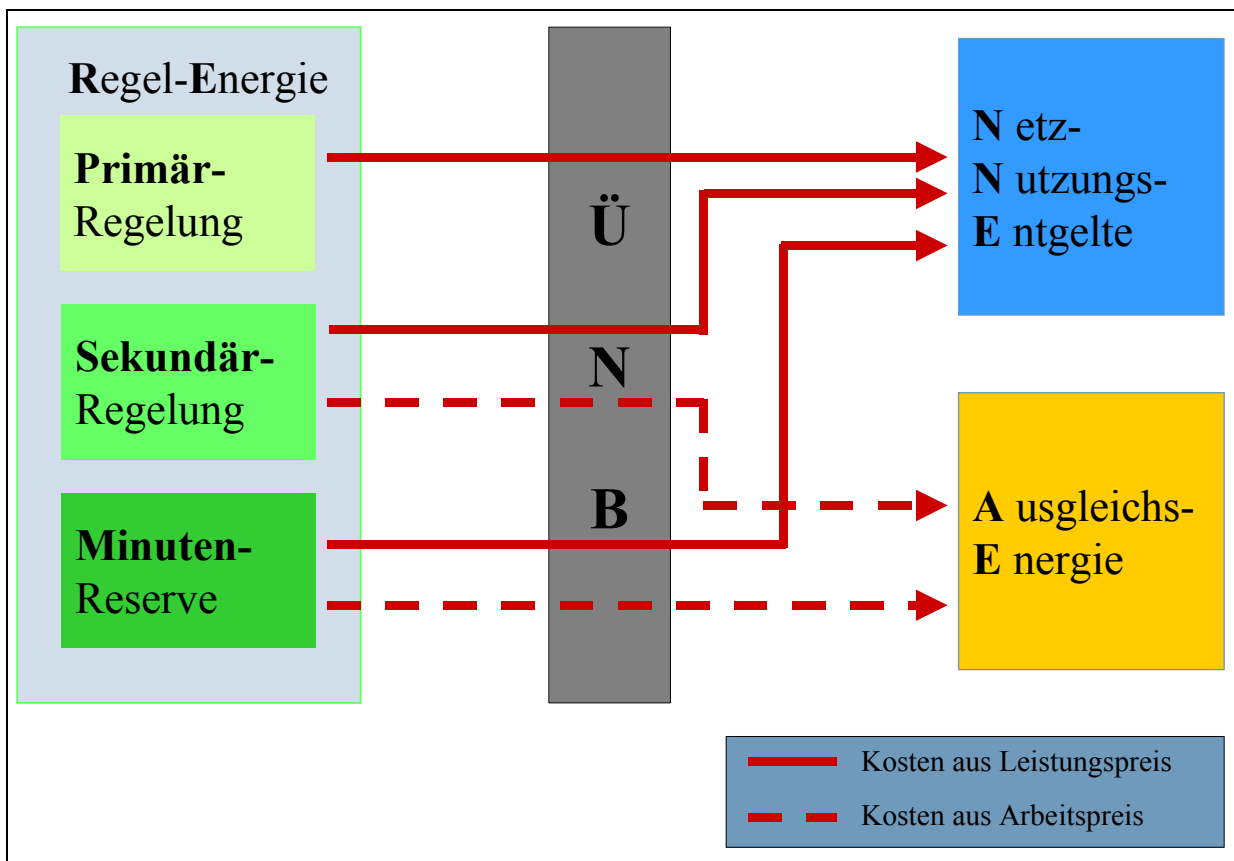 Regel-Energie
Primär-
Regelung
Sekundär-
Regelung
Minuten-
Reserve
Ü
N
B
N etz-
N utzungs-
E ntgelte
A usgleichs-
E nergie
Kosten aus Leistungspreis
Kosten aus Arbeitspreis